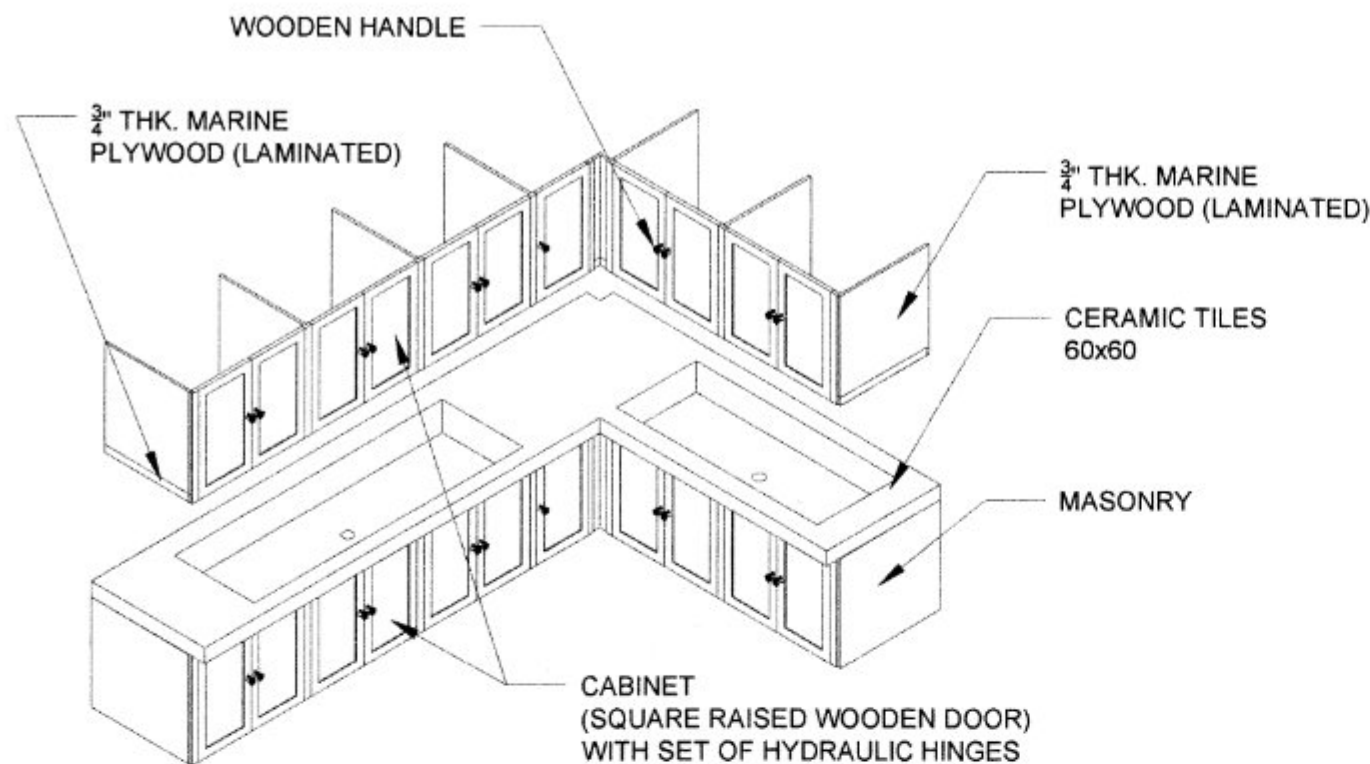 WOODEN HANDLE
3/4" THK. MARINE
PLYWOOD (LAMINATED)
3/4" THK. MARINE
PLYWOOD (LAMINATED)
CERAMIC TILES
60x60
MASONRY
CABINET
(SQUARE RAISED WOODEN DOOR)
WITH SET OF HYDRAULIC HINGES